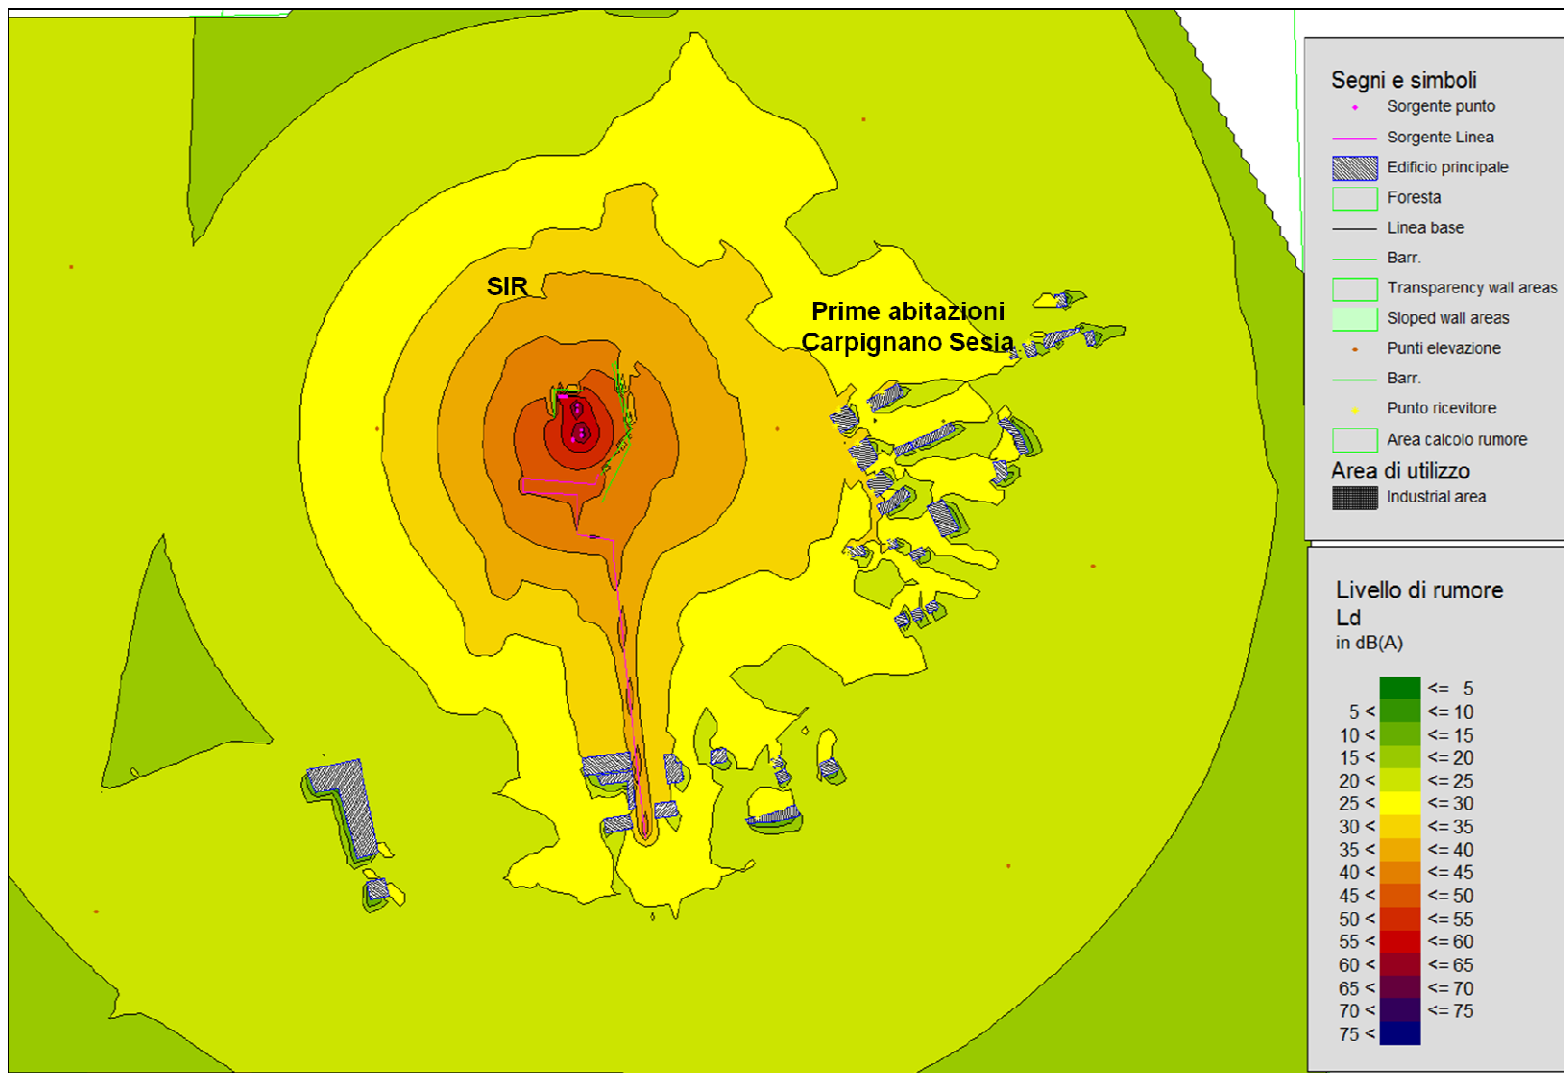 SIR
Prime abitazioni
Carpignano Sesia
Segni e simboli
Sorgente punto
Sorgente Linea
Edificio principale
Foresta
Linea base
Barr.
Transparency wall areas
Sloped wall areas
Punti elevazione
Barr.
Punto ricevitore
Area calcolo rumore
Area di utilizzo
Industrial area
Livello di rumore
Ld
in dB(A)
<= 5
5 < <= 10
10 < <= 15
15 < <= 20
20 < <= 25
25 < <= 30
30 < <= 35
35 < <= 40
40 < <= 45
45 < <= 50
50 < <= 55
55 < <= 60
60 < <= 65
65 < <= 70
70 < <= 75
75 <